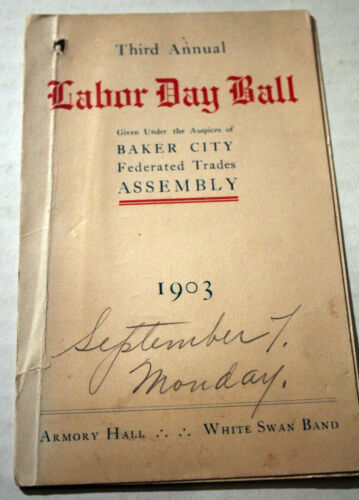 Third Annual
Labor Day Ball
Given Under the Auspices of
BAKER CITY
Federated Trades
ASSEMBLY
1903
September 7.
Monday.
ARMORY HALL ∴ ∴ WHITE SWAN BAND